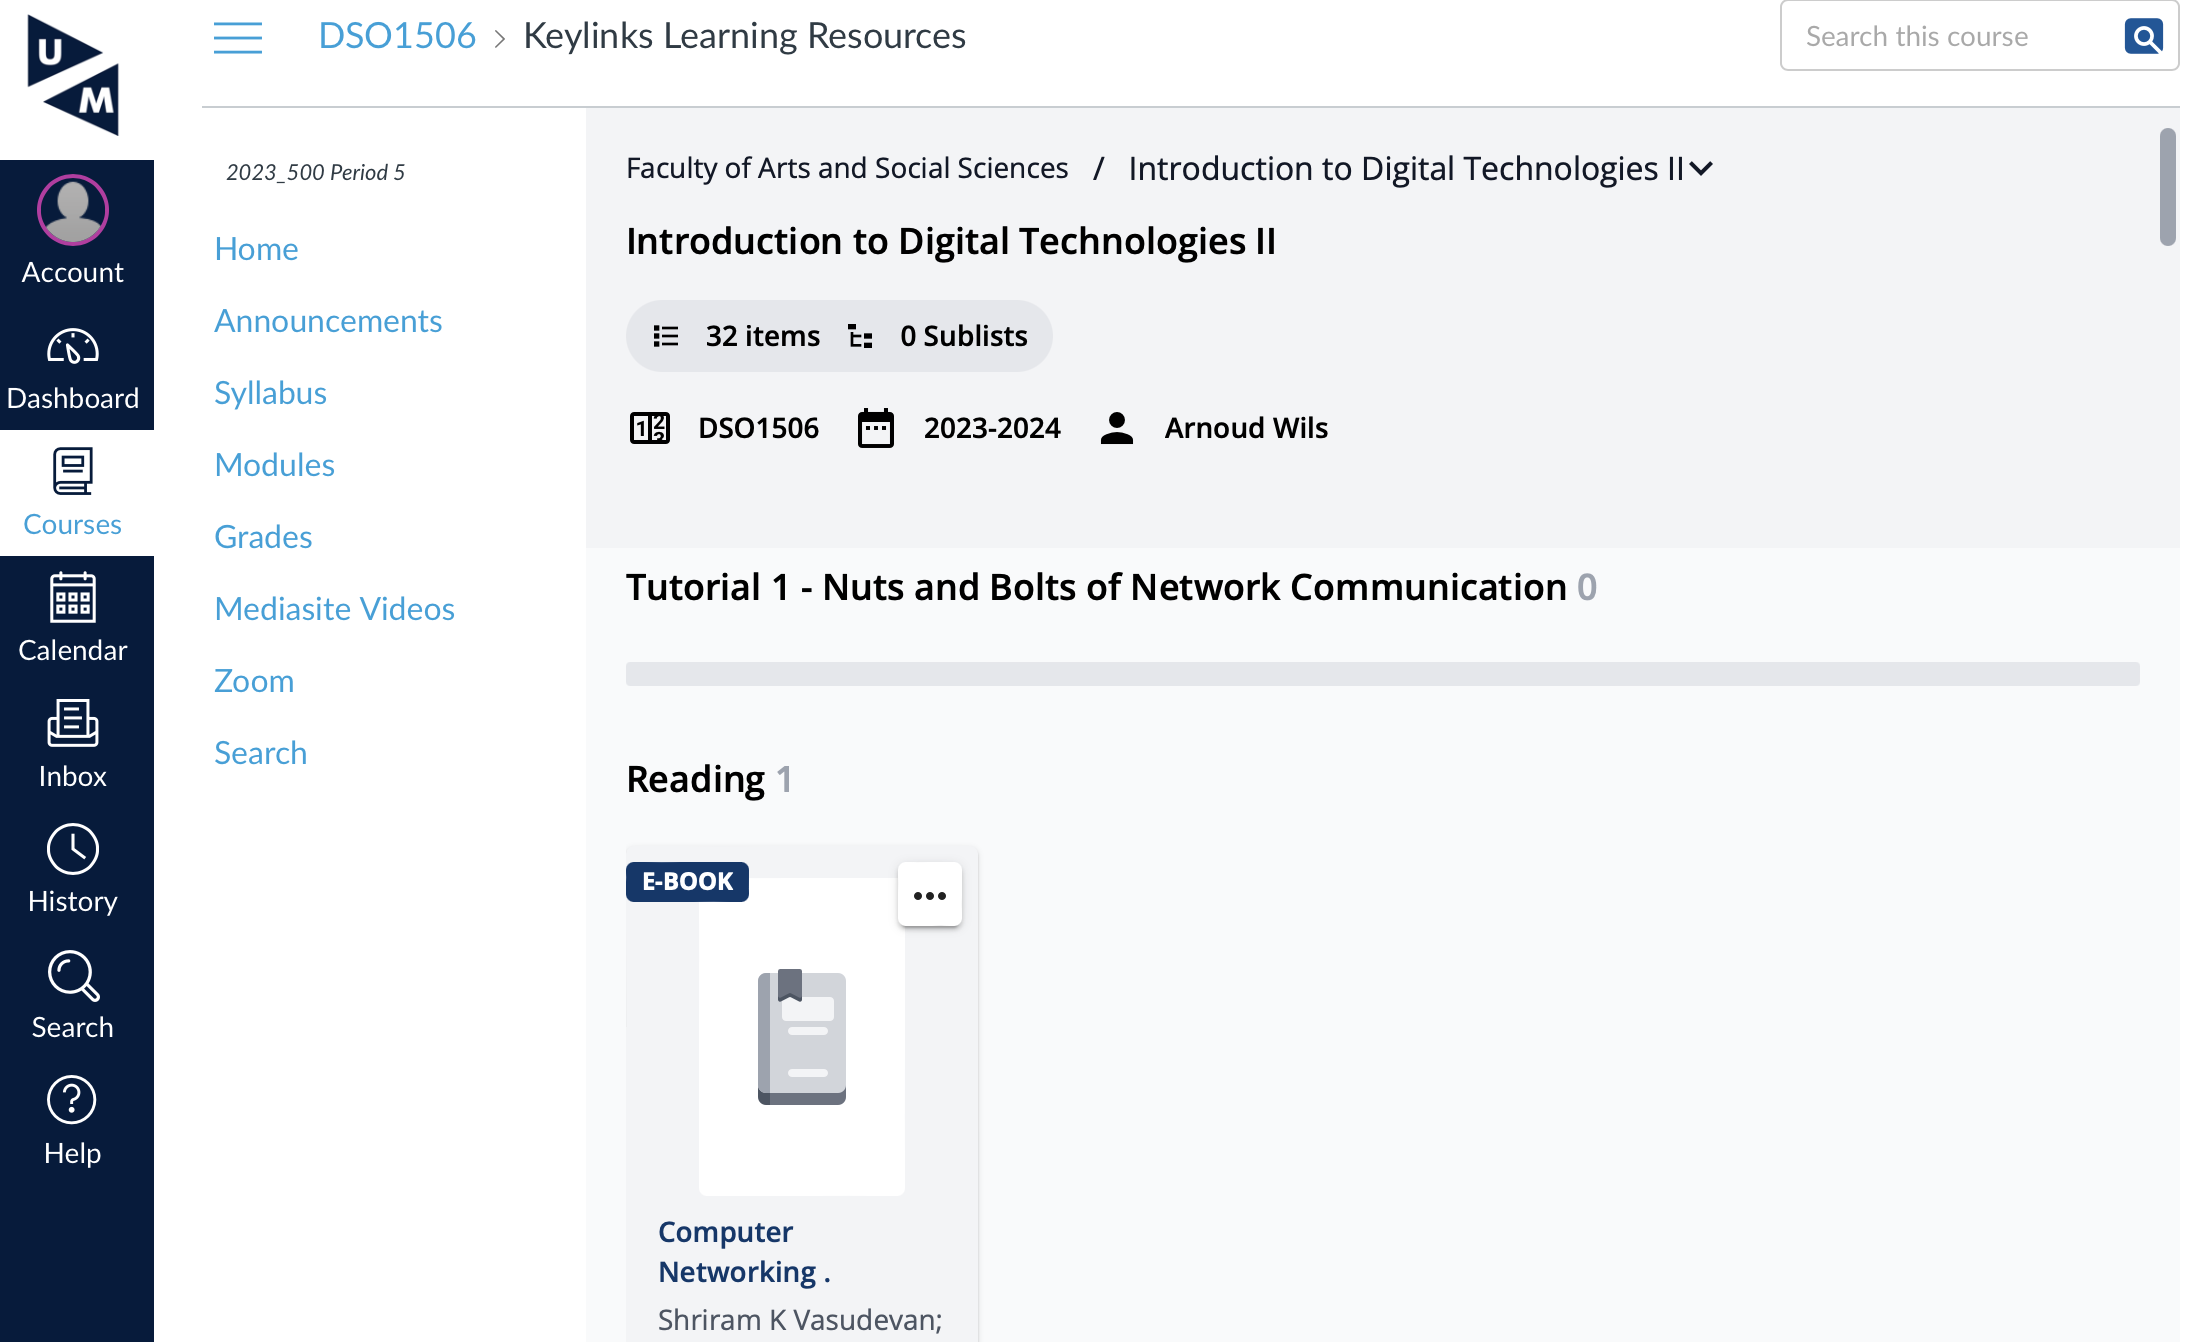 U
M
DSO1506 > Keylinks Learning Resources
Search this course
Account
Dashboard
Courses
Calendar
Inbox
History
Search
Help
2023_500 Period 5
Home
Announcements
Syllabus
Modules
Grades
Mediasite Videos
Zoom
Search
Faculty of Arts and Social Sciences / Introduction to Digital Technologies II
Introduction to Digital Technologies II
32 items 0 Sublists
DSO1506 2023-2024 Arnoud Wils
Tutorial 1 - Nuts and Bolts of Network Communication 0
Reading 1
E-BOOK
Computer
Networking .
Shriram K Vasudevan;